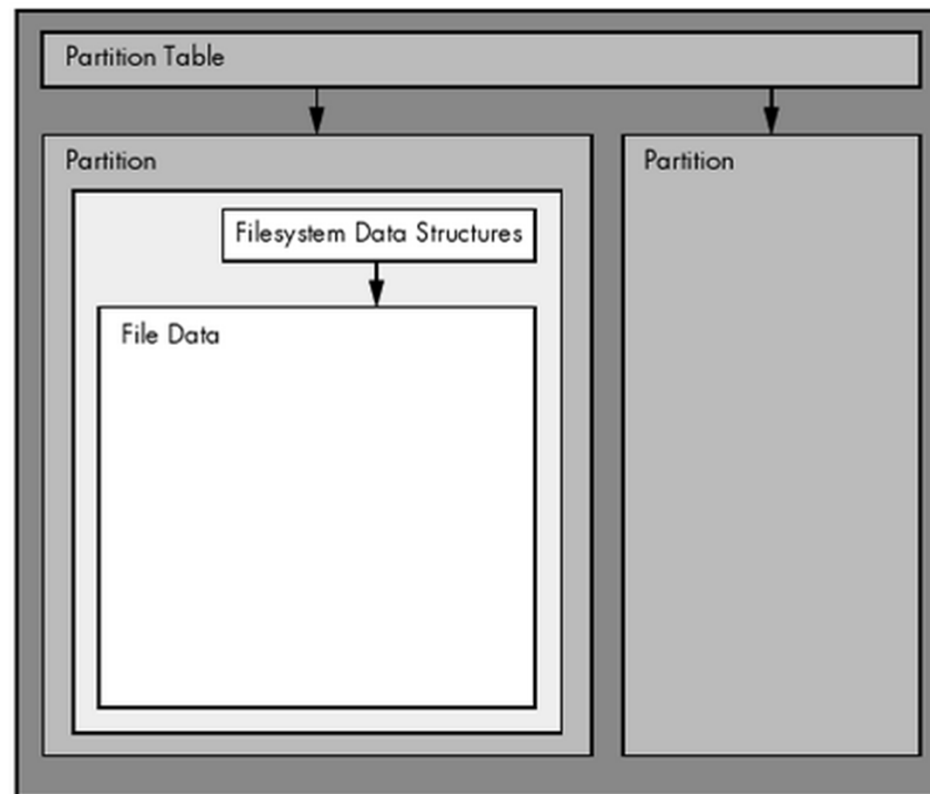 Partition Table
Partition
Partition
Filesystem Data Structures
File Data